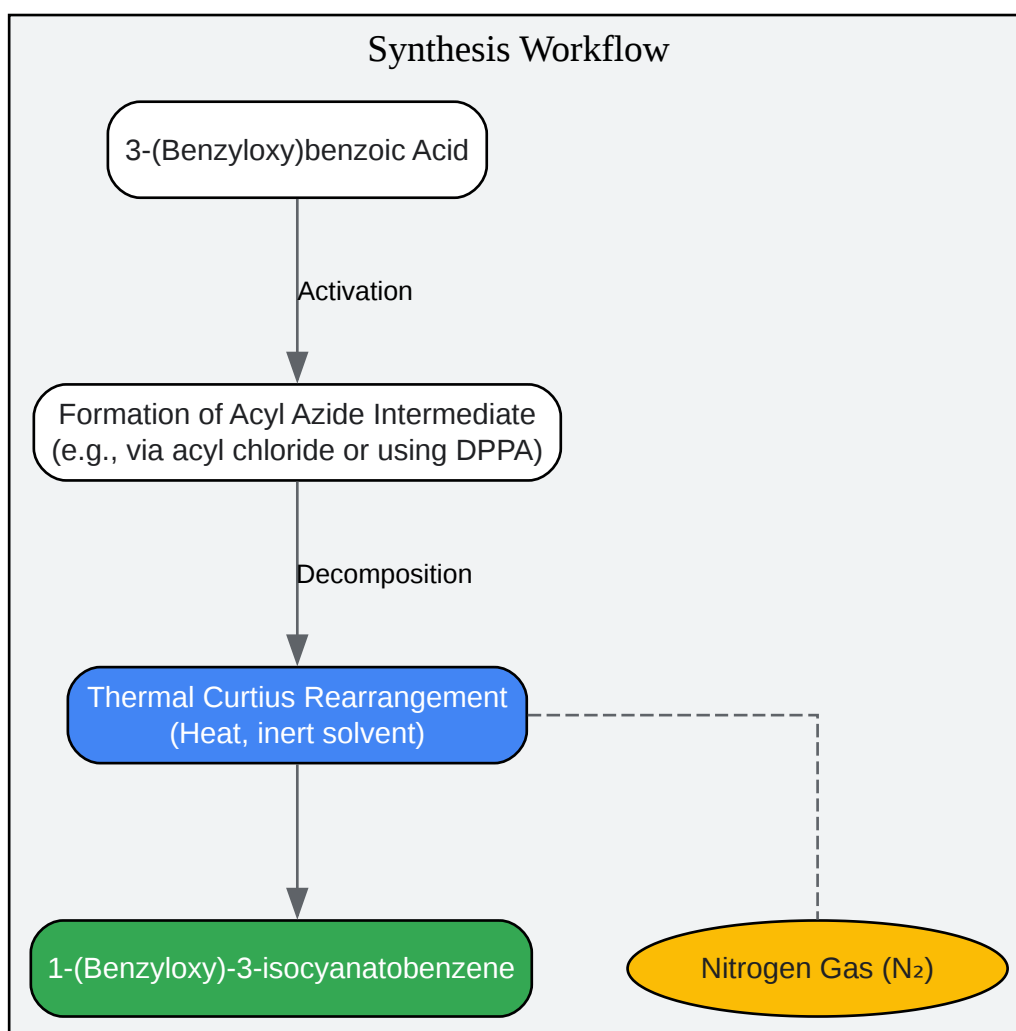 Synthesis Workflow
3-(Benzyloxy)benzoic Acid
Activation
Formation of Acyl Azide Intermediate
(e.g., via acyl chloride or using DPPA)
Decomposition
Thermal Curtius Rearrangement
(Heat, inert solvent)
1-(Benzyloxy)-3-isocyanatobenzene
Nitrogen Gas (N₂)